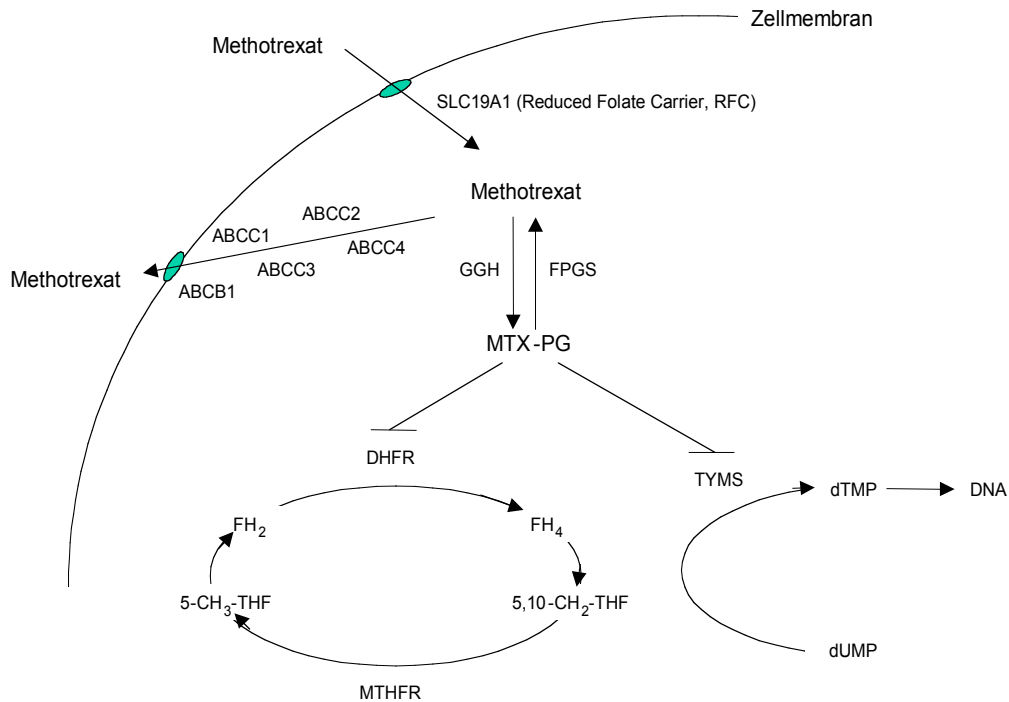 Zellmembran
Methotrexat
SLC19A1 (Reduced Folate Carrier, RFC)
Methotrexat
ABCC2
ABCC1
ABCC4
ABCC3
GGH
FPGS
Methotrexat
ABCB1
MTX-PG
DHFR
TYMS
dTMP
DNA
FH2
FH4
5-CH3-THF
5,10-CH2-THF
dUMP
MTHFR